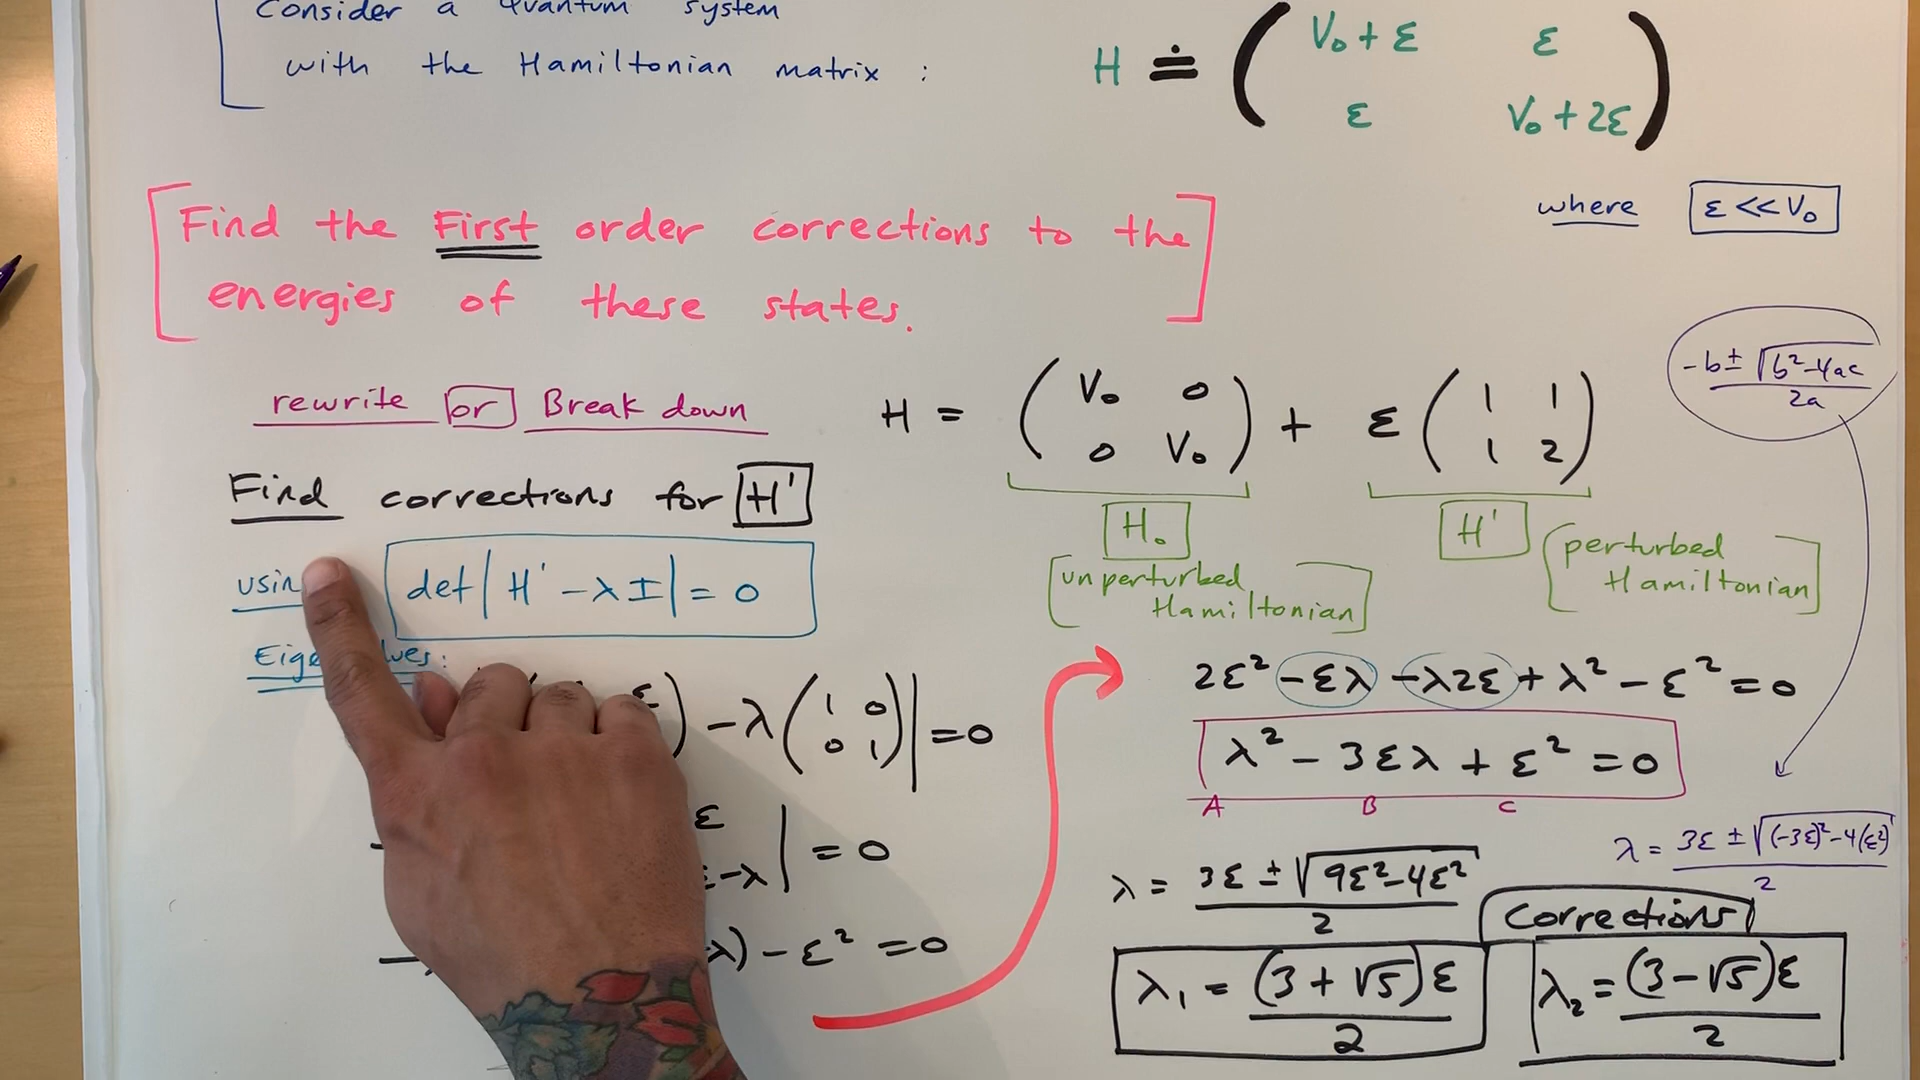 Consider a Quantum system
with the Hamiltonian matrix :
H ≐ ( V₀ + ε   ε
ε   V₀ + 2ε )
where ε << V₀
[Find the First order corrections to the
energies of these states.]
rewrite or Break down
H = ( V₀ 0
0 V₀ ) + ε ( 1 1
1 2 )
-b ± √b²-4ac
2a
Find corrections for H'
H₀
H'
[unperturbed
Hamiltonian]
[perturbed
Hamiltonian]
det | H' - λI | = 0
- λ ( 1 0
0 1 ) | = 0
ε
-λ | = 0
λ) - ε² = 0
2ε² - ελ - λ2ε + λ² - ε² = 0
λ² - 3ελ + ε² = 0
A B C
λ = 3ε ± √(-3ε)² - 4(ε²)
2
λ = 3ε ± √9ε²-4ε²
2
Corrections
λ₁ = (3 + √5)ε
2
λ₂ = (3 - √5)ε
2